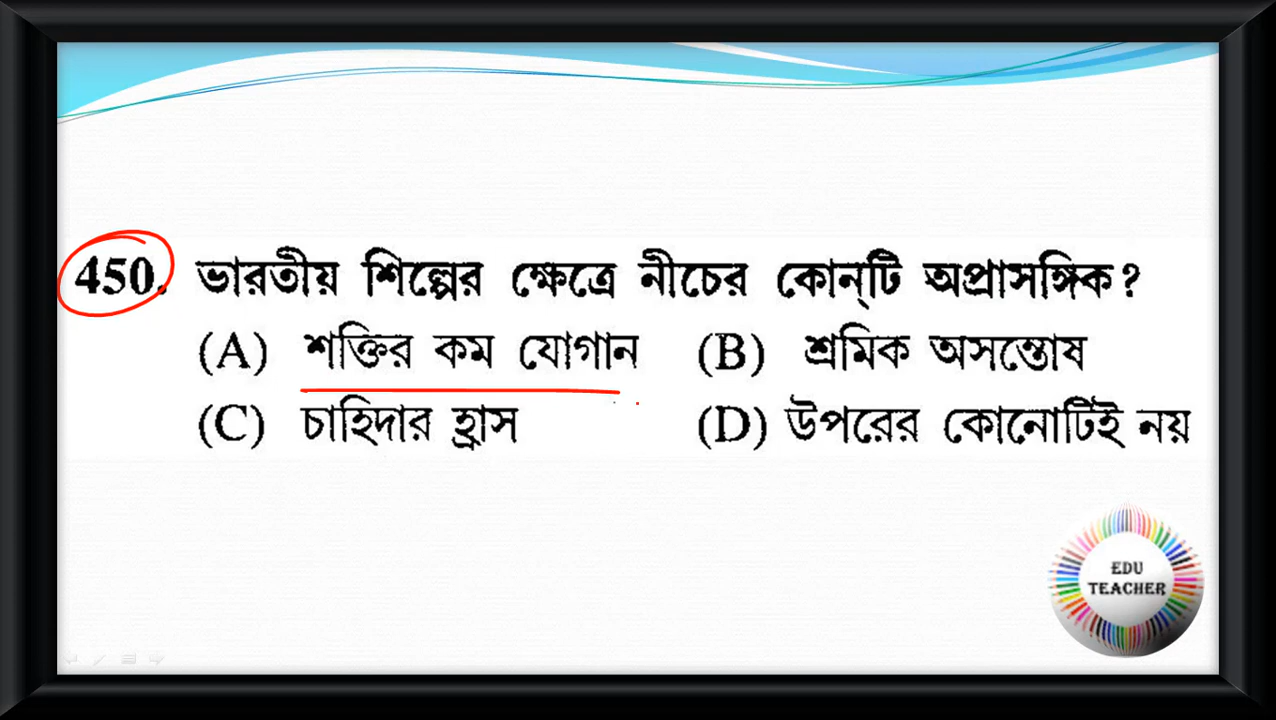 450. ভারতীয় শিল্পের ক্ষেত্রে নীচের কোন্‌টি অপ্রাসঙ্গিক?
(A) শক্তির কম যোগান (B) শ্রমিক অসন্তোষ
(C) চাহিদার হ্রাস (D) উপরের কোনোটিই নয়
EDU
TEACHER